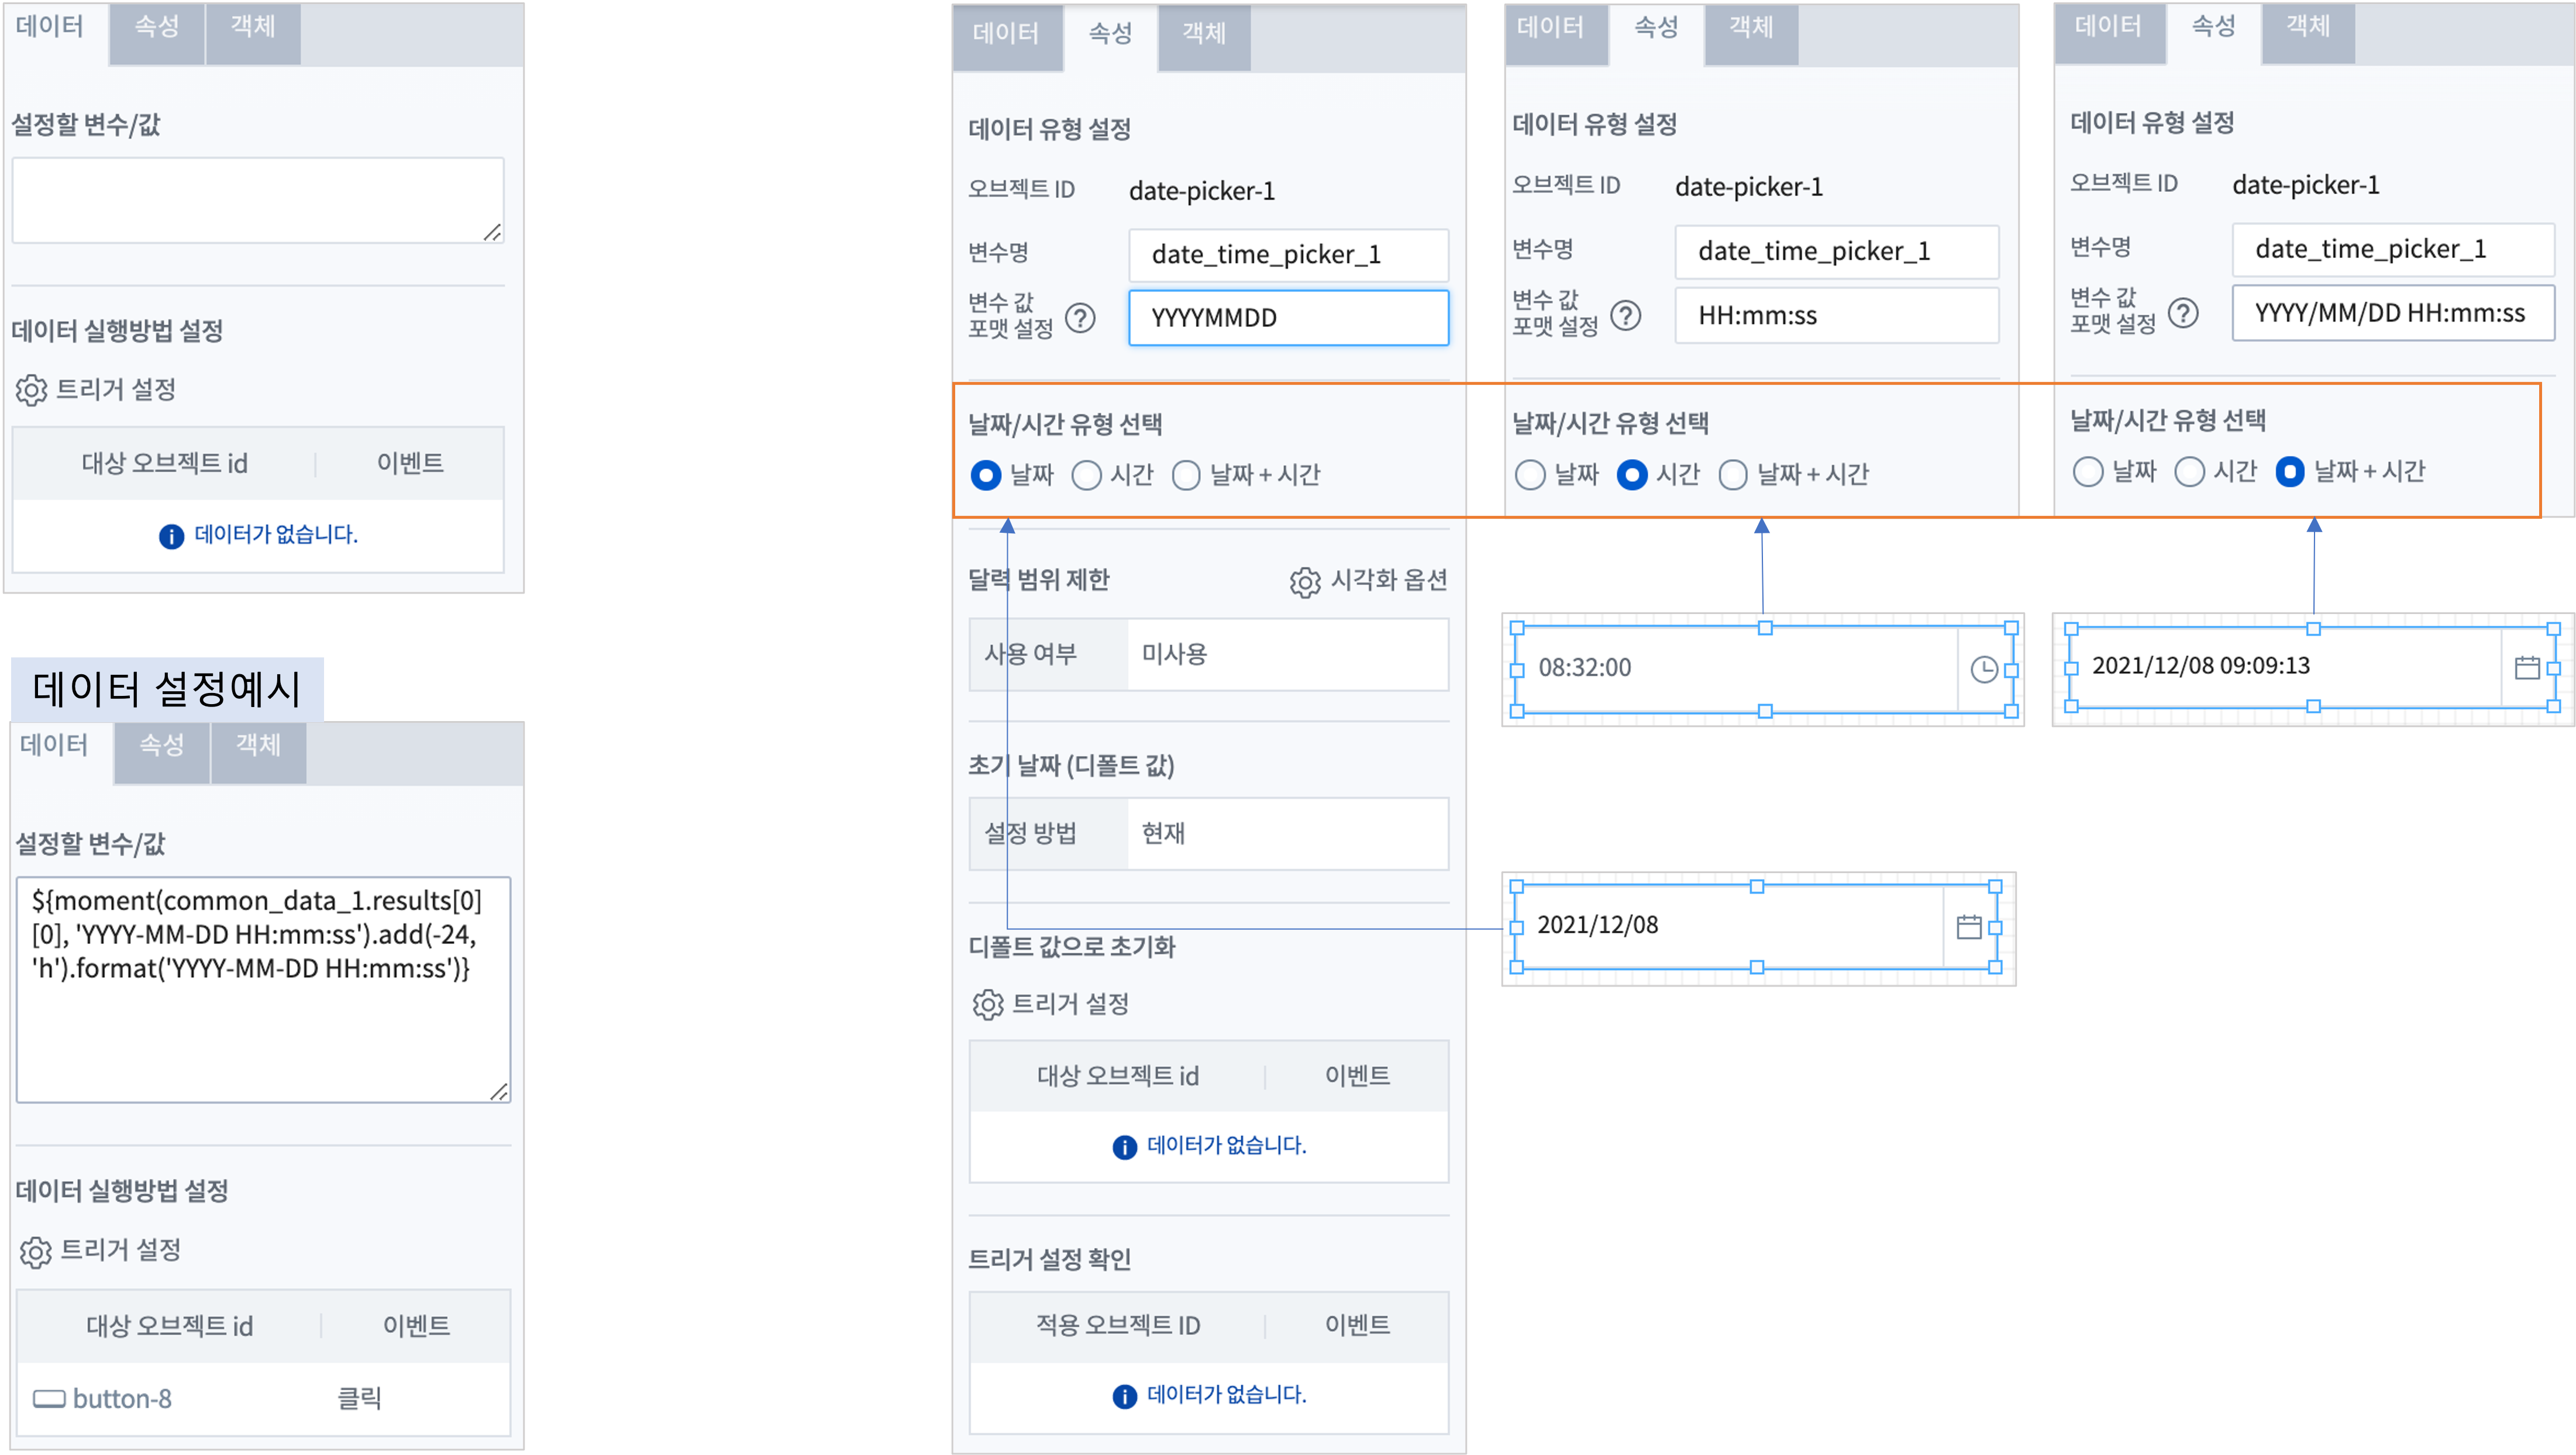 데이터 속성 객체
설정할 변수/값
데이터 실행방법 설정
트리거 설정
대상 오브젝트 id 이벤트
데이터가 없습니다.
데이터 설정예시
데이터 속성 객체
설정할 변수/값
${moment(common_data_1.results[0]
[0], 'YYYY-MM-DD HH:mm:ss').add(-24,
'h').format('YYYY-MM-DD HH:mm:ss')}
데이터 실행방법 설정
트리거 설정
대상 오브젝트 id 이벤트
button-8 클릭
데이터 속성 객체
데이터 유형 설정
오브젝트 ID date-picker-1
변수명 date_time_picker_1
변수 값
포맷 설정 ? YYYYMMDD
날짜/시간 유형 선택
날짜 시간 날짜 + 시간
달력 범위 제한 시각화 옵션
사용 여부 미사용
초기 날짜 (디폴트 값)
설정 방법 현재
디폴트 값으로 초기화
트리거 설정
대상 오브젝트 id 이벤트
데이터가 없습니다.
트리거 설정 확인
적용 오브젝트 ID 이벤트
데이터가 없습니다.
데이터 속성 객체
데이터 유형 설정
오브젝트 ID date-picker-1
변수명 date_time_picker_1
변수 값
포맷 설정 ? HH:mm:ss
날짜/시간 유형 선택
날짜 시간 날짜 + 시간
08:32:00
2021/12/08
데이터 속성 객체
데이터 유형 설정
오브젝트 ID date-picker-1
변수명 date_time_picker_1
변수 값
포맷 설정 ? YYYY/MM/DD HH:mm:ss
날짜/시간 유형 선택
날짜 시간 날짜 + 시간
2021/12/08 09:09:13